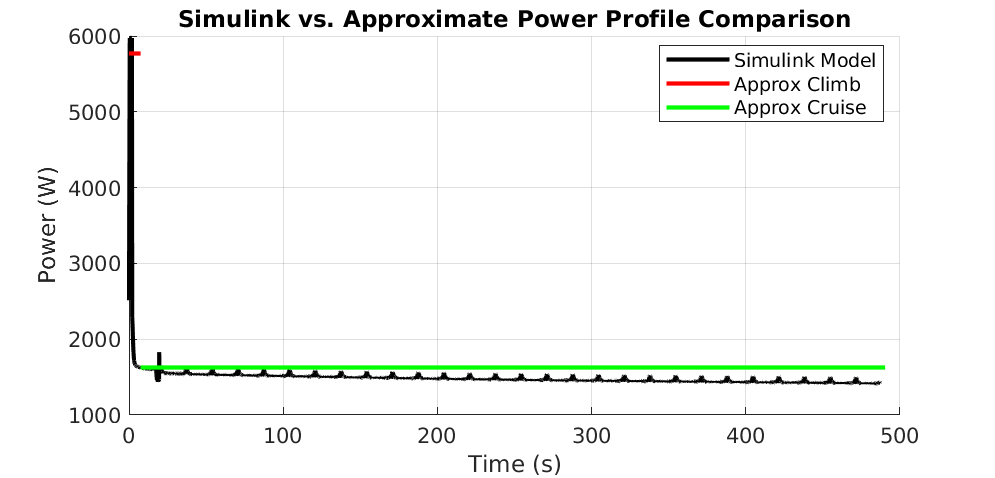 Simulink vs. Approximate Power Profile Comparison
Simulink Model
Approx Climb
Approx Cruise
Power (W)
6000
5000
4000
3000
2000
1000
0 100 200 300 400 500
Time (s)